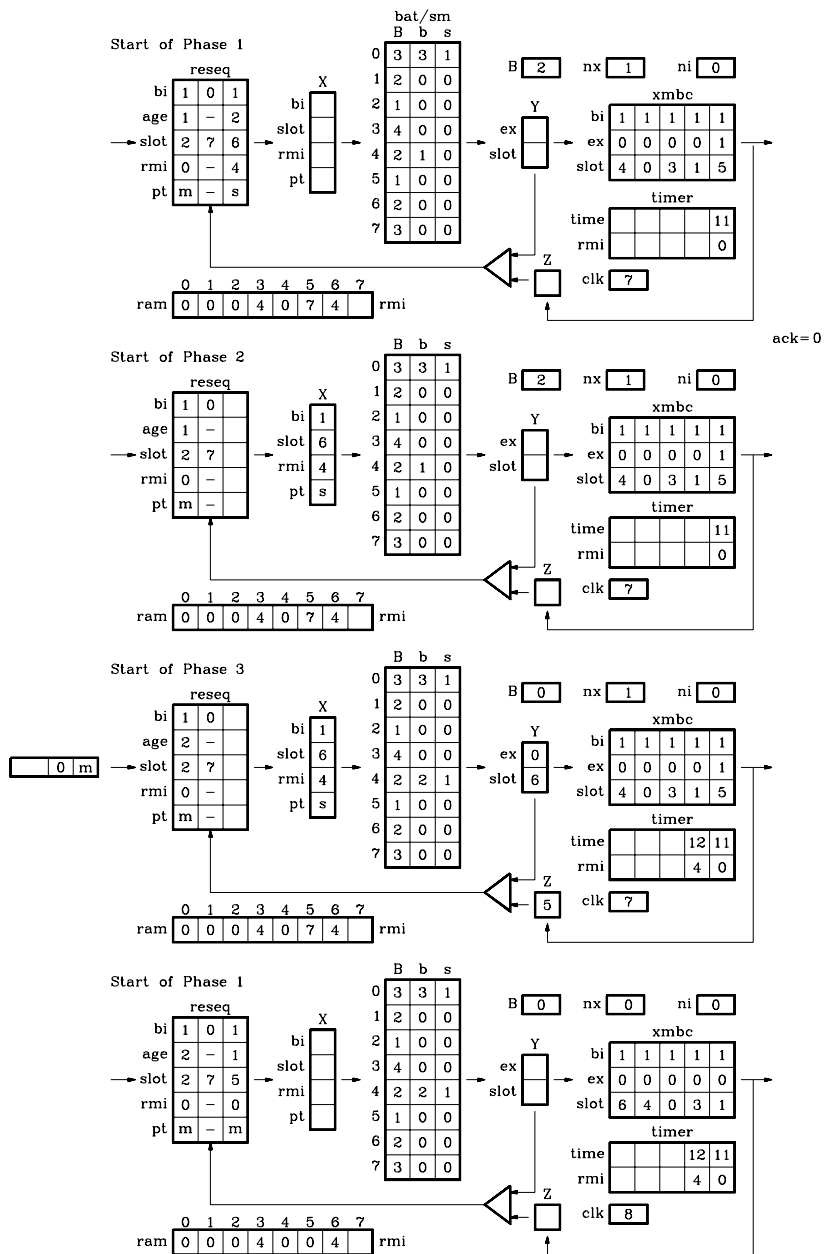 Start of Phase 1
reseq
bi 1 0 1
age 1 – 2
slot 2 7 6
rmi 0 – 4
pt m – s
X
bi
slot
rmi
pt
bat/sm
B b s
0 3 3 1
1 2 0 0
2 1 0 0
3 4 0 0
4 2 1 0
5 1 0 0
6 2 0 0
7 3 0 0
Y
ex
slot
B 2 nx 1 ni 0
xmbc
bi 1 1 1 1 1
ex 0 0 0 0 1
slot 4 0 3 1 5
timer
time 11
rmi 0
Z
clk 7
0 1 2 3 4 5 6 7
ram 0 0 0 4 0 7 4 rmi
ack=0
Start of Phase 2
reseq
bi 1 0
age 1 –
slot 2 7
rmi 0 –
pt m –
X
bi 1
slot 6
rmi 4
pt s
B b s
0 3 3 1
1 2 0 0
2 1 0 0
3 4 0 0
4 2 1 0
5 1 0 0
6 2 0 0
7 3 0 0
Y
ex
slot
B 2 nx 1 ni 0
xmbc
bi 1 1 1 1 1
ex 0 0 0 0 1
slot 4 0 3 1 5
timer
time 11
rmi 0
Z
clk 7
0 1 2 3 4 5 6 7
ram 0 0 0 4 0 7 4 rmi
Start of Phase 3
0 m
reseq
bi 1 0
age 2 –
slot 2 7
rmi 0 –
pt m –
X
bi 1
slot 6
rmi 4
pt s
B b s
0 3 3 1
1 2 0 0
2 1 0 0
3 4 0 0
4 2 2 1
5 1 0 0
6 2 0 0
7 3 0 0
Y
ex 0
slot 6
B 0 nx 1 ni 0
xmbc
bi 1 1 1 1 1
ex 0 0 0 0 1
slot 4 0 3 1 5
timer
time 12 11
rmi 4 0
Z
5
clk 7
0 1 2 3 4 5 6 7
ram 0 0 0 4 0 7 4 rmi
Start of Phase 1
reseq
bi 1 0 1
age 2 – 1
slot 2 7 5
rmi 0 – 0
pt m – m
X
bi
slot
rmi
pt
B b s
0 3 3 1
1 2 0 0
2 1 0 0
3 4 0 0
4 2 2 1
5 1 0 0
6 2 0 0
7 3 0 0
Y
ex
slot
B 0 nx 0 ni 0
xmbc
bi 1 1 1 1 1
ex 0 0 0 0 0
slot 6 4 0 3 1
timer
time 12 11
rmi 4 0
Z
clk 8
0 1 2 3 4 5 6 7
ram 0 0 0 4 0 0 4 rmi